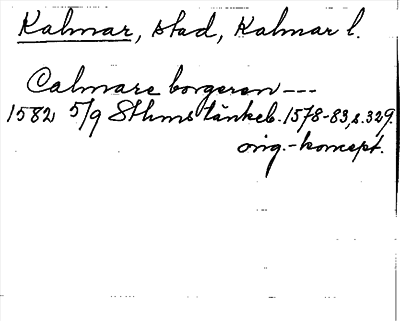 Kalmar, stad, Kalmar l.
Calmare borgeren ---
1582 5/9 Sthms tänkeb. 1578-83, s. 329.
orig.-koncept.